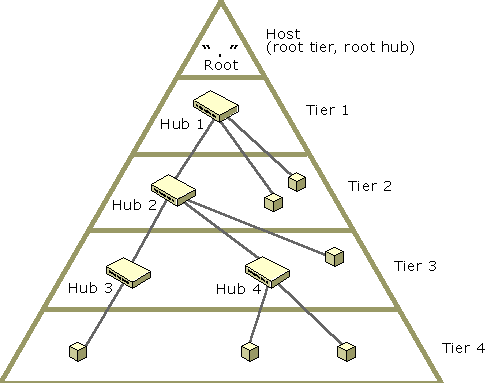 Host
(root tier, root hub)
“.”
Root
Tier 1
Hub 1
Tier 2
Hub 2
Tier 3
Hub 3
Hub 4
Tier 4